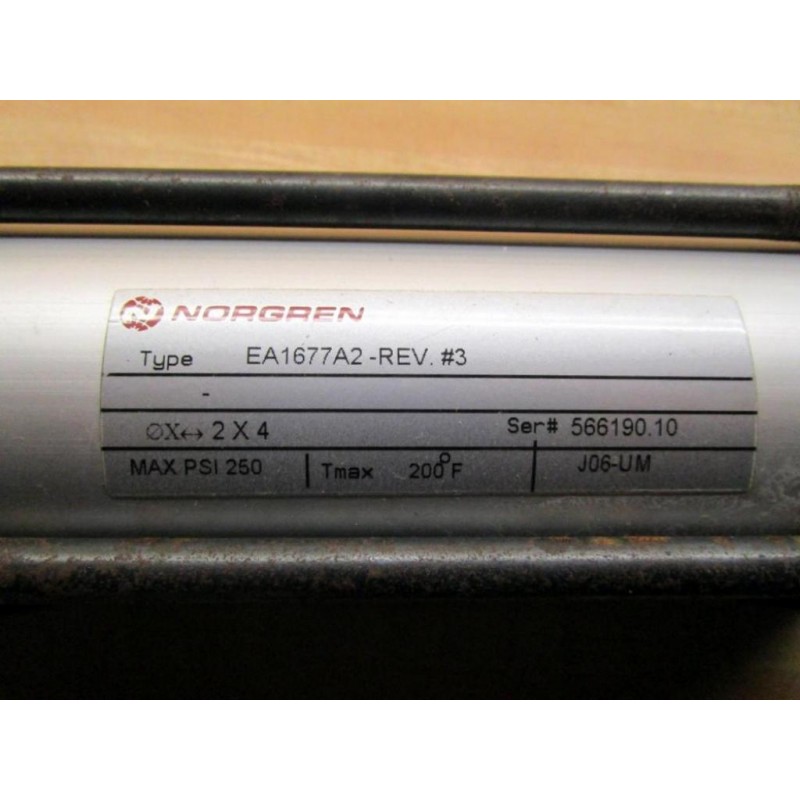 NORGREN
Type EA1677A2 -REV. #3
-
∅X↔ 2 X 4 Ser# 566190.10
MAX PSI 250 Tmax 200°F J06-UM